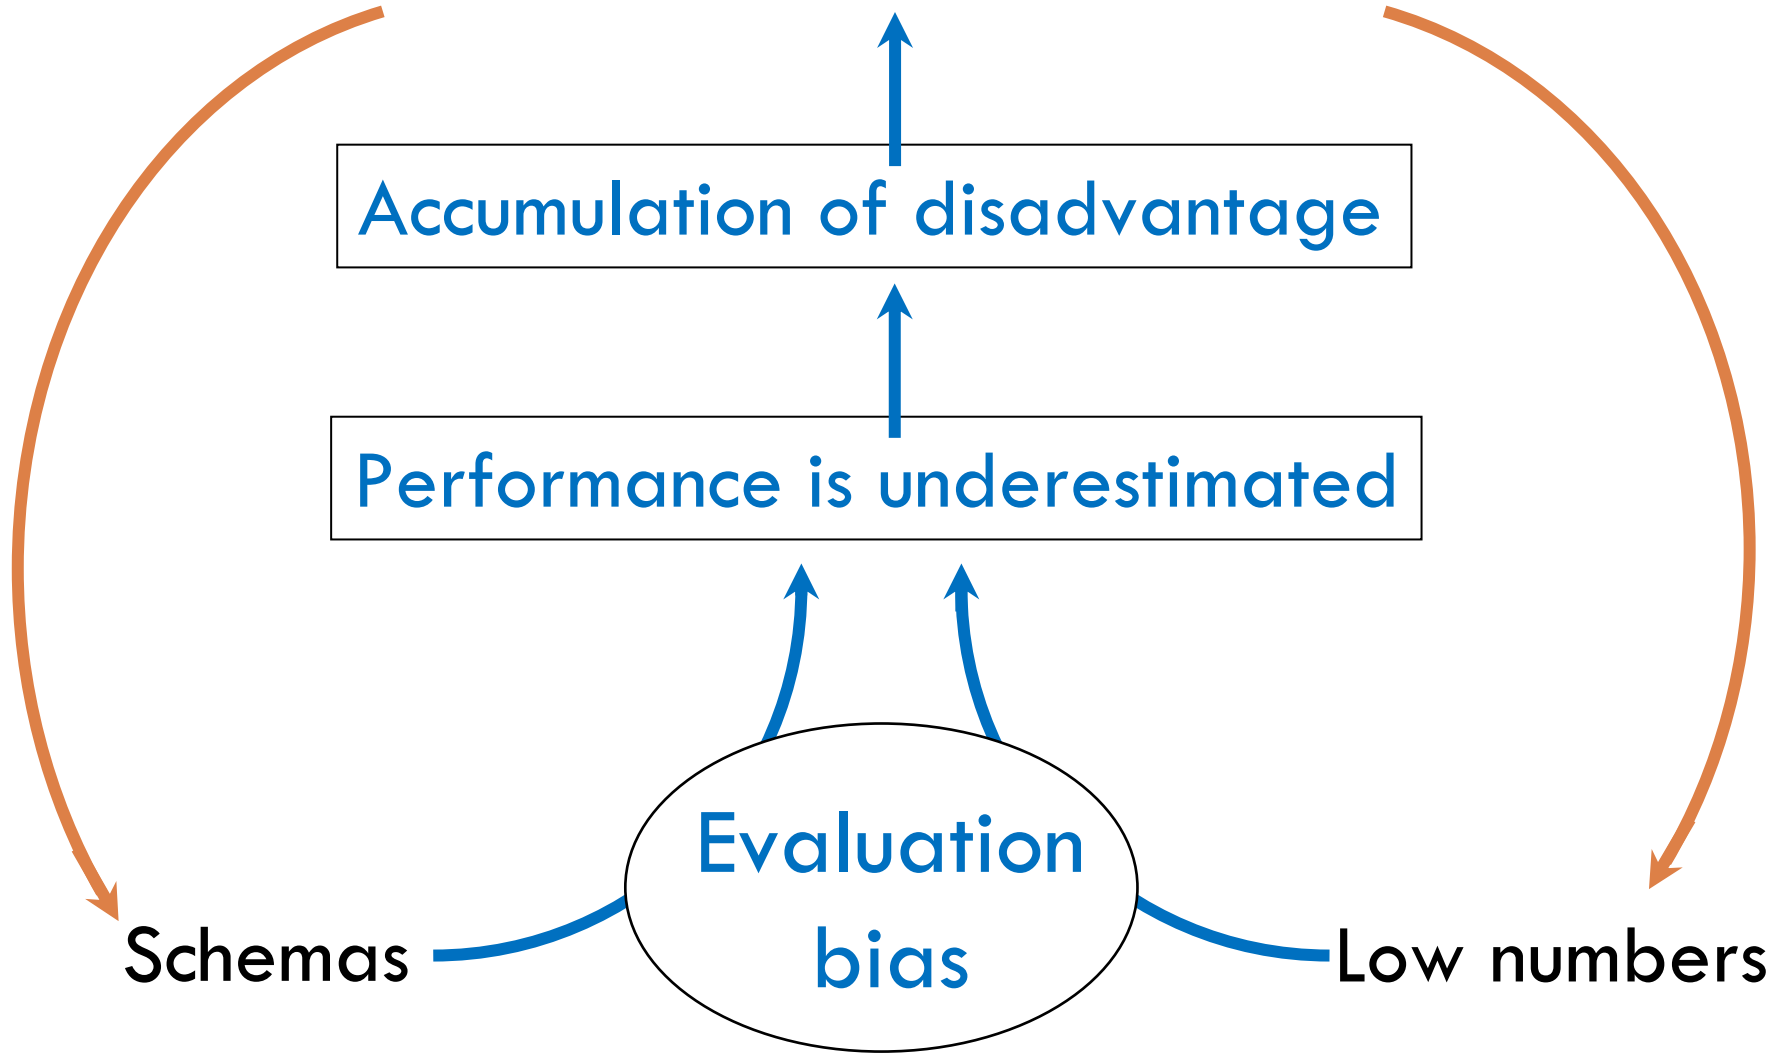 Accumulation of disadvantage
Performance is underestimated
Evaluation
bias
Schemas
Low numbers